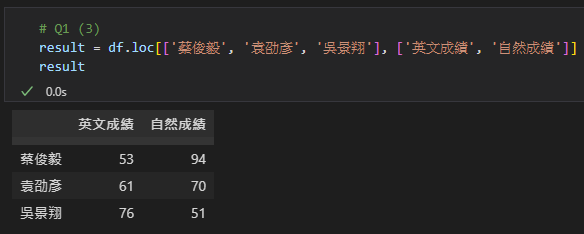 # Q1 (3)
result = df.loc[['蔡俊毅', '袁劭彥', '吳景翔'], ['英文成績', '自然成績']]
result
0.0s
英文成績 自然成績
蔡俊毅 53 94
袁劭彥 61 70
吳景翔 76 51